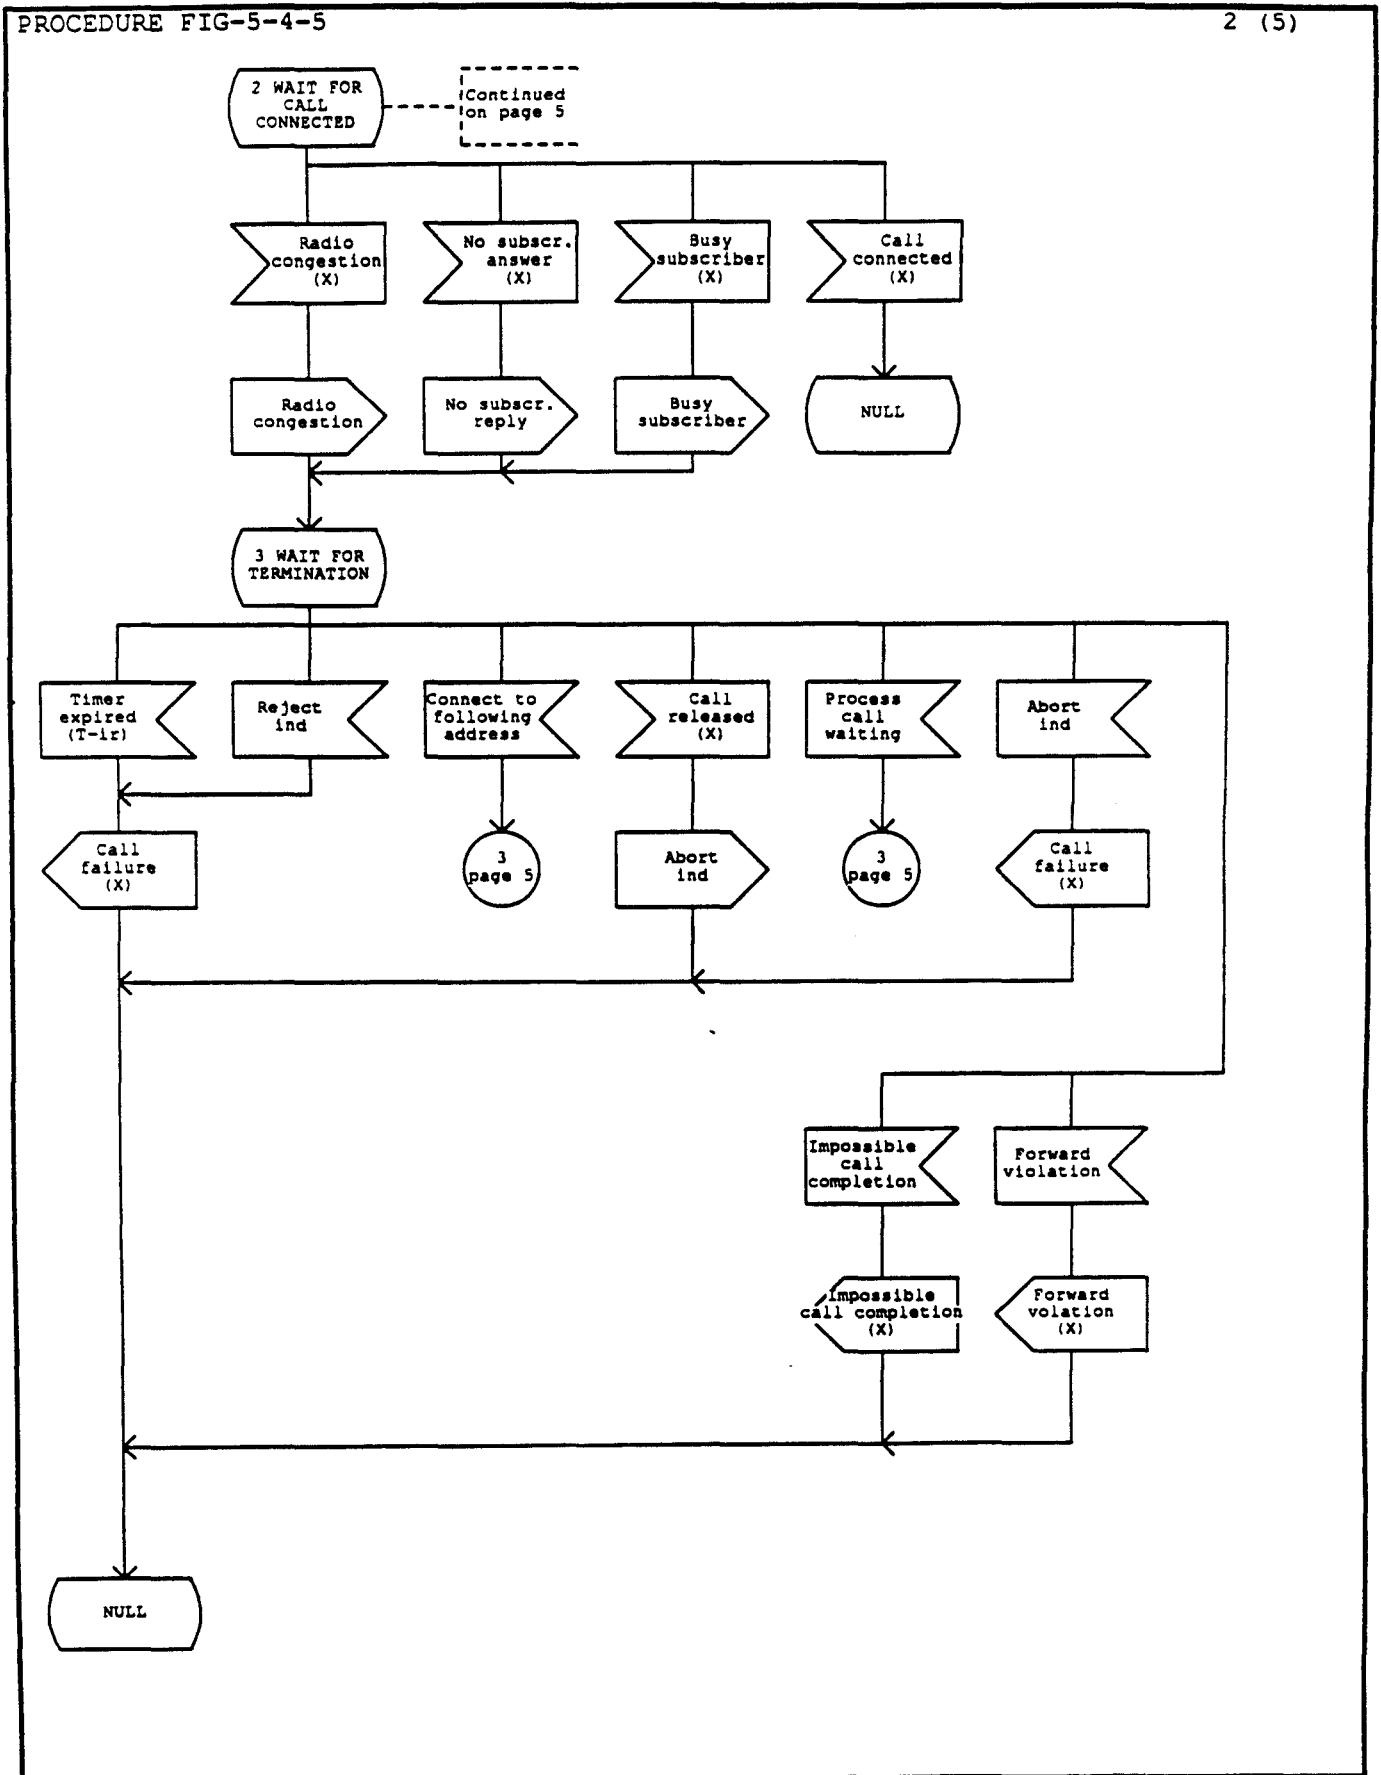 PROCEDURE FIG-5-4-5
2 (5)
2 WAIT FOR
CALL
CONNECTED
Continued
on page 5
Radio
congestion
(X)
No subscr.
answer
(X)
Busy
subscriber
(X)
Call
connected
(X)
Radio
congestion
No subscr.
reply
Busy
subscriber
NULL
3 WAIT FOR
TERMINATION
Timer
expired
(T-ir)
Reject
ind
Connect to
following
address
Call
released
(X)
Process
call
waiting
Abort
ind
Call
failure
(X)
3
page 5
Abort
ind
3
page 5
Call
failure
(X)
Impossible
call
completion
Forward
violation
Impossible
call completion
(X)
Forward
volation
(X)
NULL